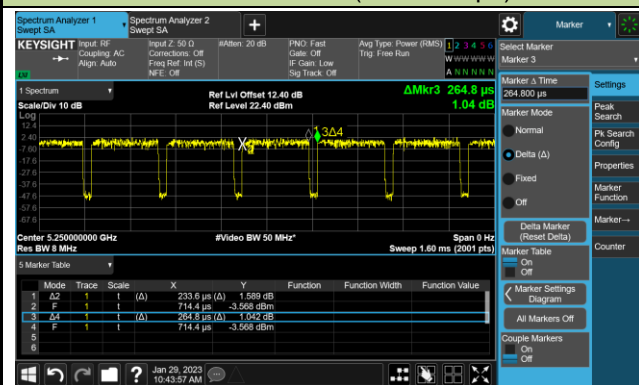 Spectrum Analyzer 1
Swept SA
Spectrum Analyzer 2
Swept SA
+
Marker
KEYSIGHT
Input: RF
Coupling: AC
Align: Auto
Input Z: 50 Ω
Corrections: Off
Freq Ref: Int (S)
NFE: Off
#Atten: 20 dB
PNO: Fast
Gate: Off
IF Gain: Low
Sig Track: Off
Avg Type: Power (RMS)
Trig: Free Run
1 2 3 4 5 6
W W W W W W
A N N N N N
Select Marker
Marker 3
1 Spectrum
Scale/Div 10 dB
Ref Lvl Offset 12.40 dB
Ref Level 22.40 dBm
ΔMkr3 264.8 µs
1.04 dB
Log
12.4
2.40
-7.60
-17.6
-27.6
-37.6
-47.6
-57.6
-67.6
3Δ4
Center 5.250000000 GHz
Res BW 8 MHz
#Video BW 50 MHz*
Span 0 Hz
Sweep 1.60 ms (2001 pts)
5 Marker Table
Mode Trace Scale X Y Function Function Width Function Value
1 Δ2 1 t (Δ) 233.6 µs (Δ) 1.589 dB
2 F 1 t 714.4 µs -3.568 dBm
3 Δ4 1 t (Δ) 264.8 µs (Δ) 1.042 dB
4 F 1 t 714.4 µs -3.568 dBm
5
6
Marker Δ Time
264.800 µs
Marker Mode
Normal
Delta (Δ)
Fixed
Off
Delta Marker
(Reset Delta)
Marker Table
On
Off
Marker Settings
Diagram
All Markers Off
Couple Markers
On
Off
Settings
Peak
Search
Pk Search
Config
Properties
Marker
Function
Marker→
Counter
?
Jan 29, 2023
10:43:57 AM